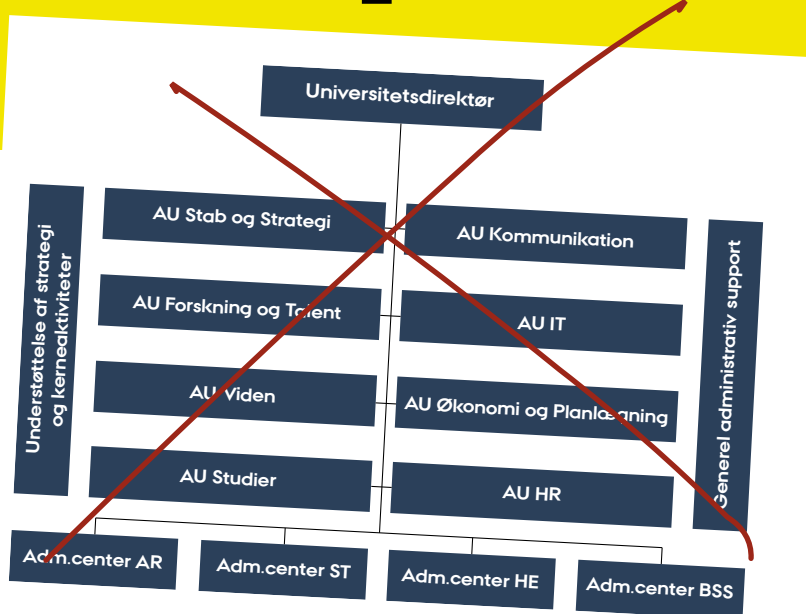 Universitetsdirektør
AU Stab og Strategi
AU Kommunikation
AU Forskning og Talent
AU IT
AU Viden
AU Økonomi og Planlægning
AU Studier
AU HR
Understøttelse af strategi
og kerneaktiviteter
Generel administrativ support
Adm.center AR
Adm.center ST
Adm.center HE
Adm.center BSS